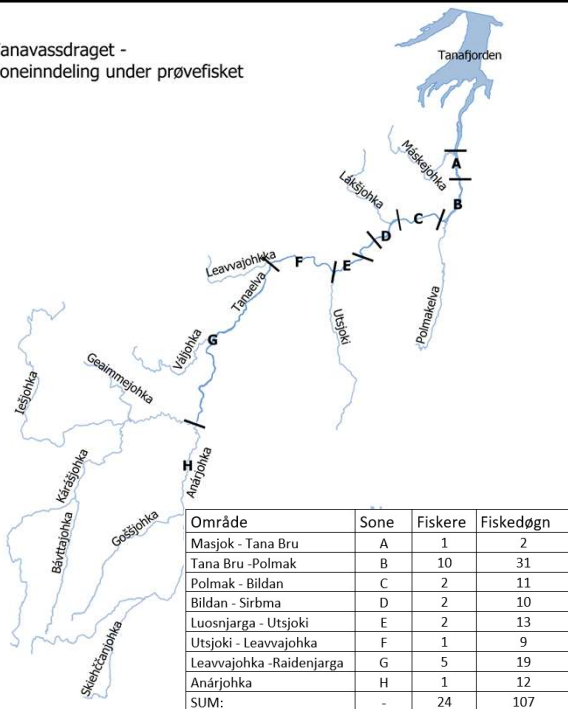 anavassdraget -
oneinndeling under prøvefisket
Tanafjorden
Máskejohka
A
Lákšjohka
B
C
D
Leavvajohkka
F
E
Tanaelva
Utsjoki
Polmakelva
Váljohka
G
Geaimmejohka
Iešjohka
H
Anárjohka
Kárášjohka
Bávttajohka
Goššjohka
Skiehččanjohka
Område Sone Fiskere Fiskedøgn
Masjok - Tana Bru A 1 2
Tana Bru -Polmak B 10 31
Polmak - Bildan C 2 11
Bildan - Sirbma D 2 10
Luosnjarga - Utsjoki E 2 13
Utsjoki - Leavvajohka F 1 9
Leavvajohka -Raidenjarga G 5 19
Anárjohka H 1 12
SUM: - 24 107